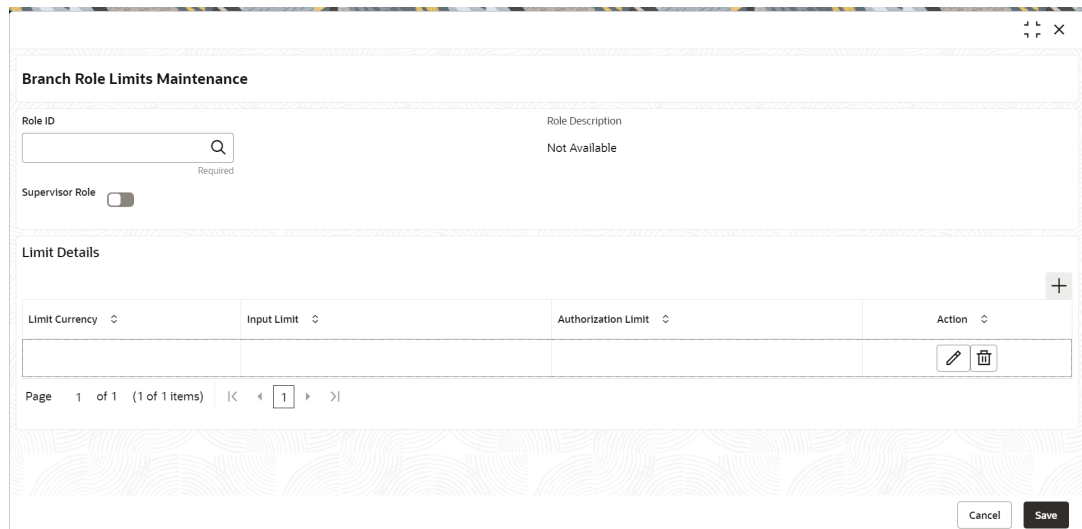 Branch Role Limits Maintenance
Role ID
Role Description
Not Available
Required
Supervisor Role
Limit Details
Limit Currency Input Limit Authorization Limit Action
Page 1 of 1 (1 of 1 items) 1
Cancel Save